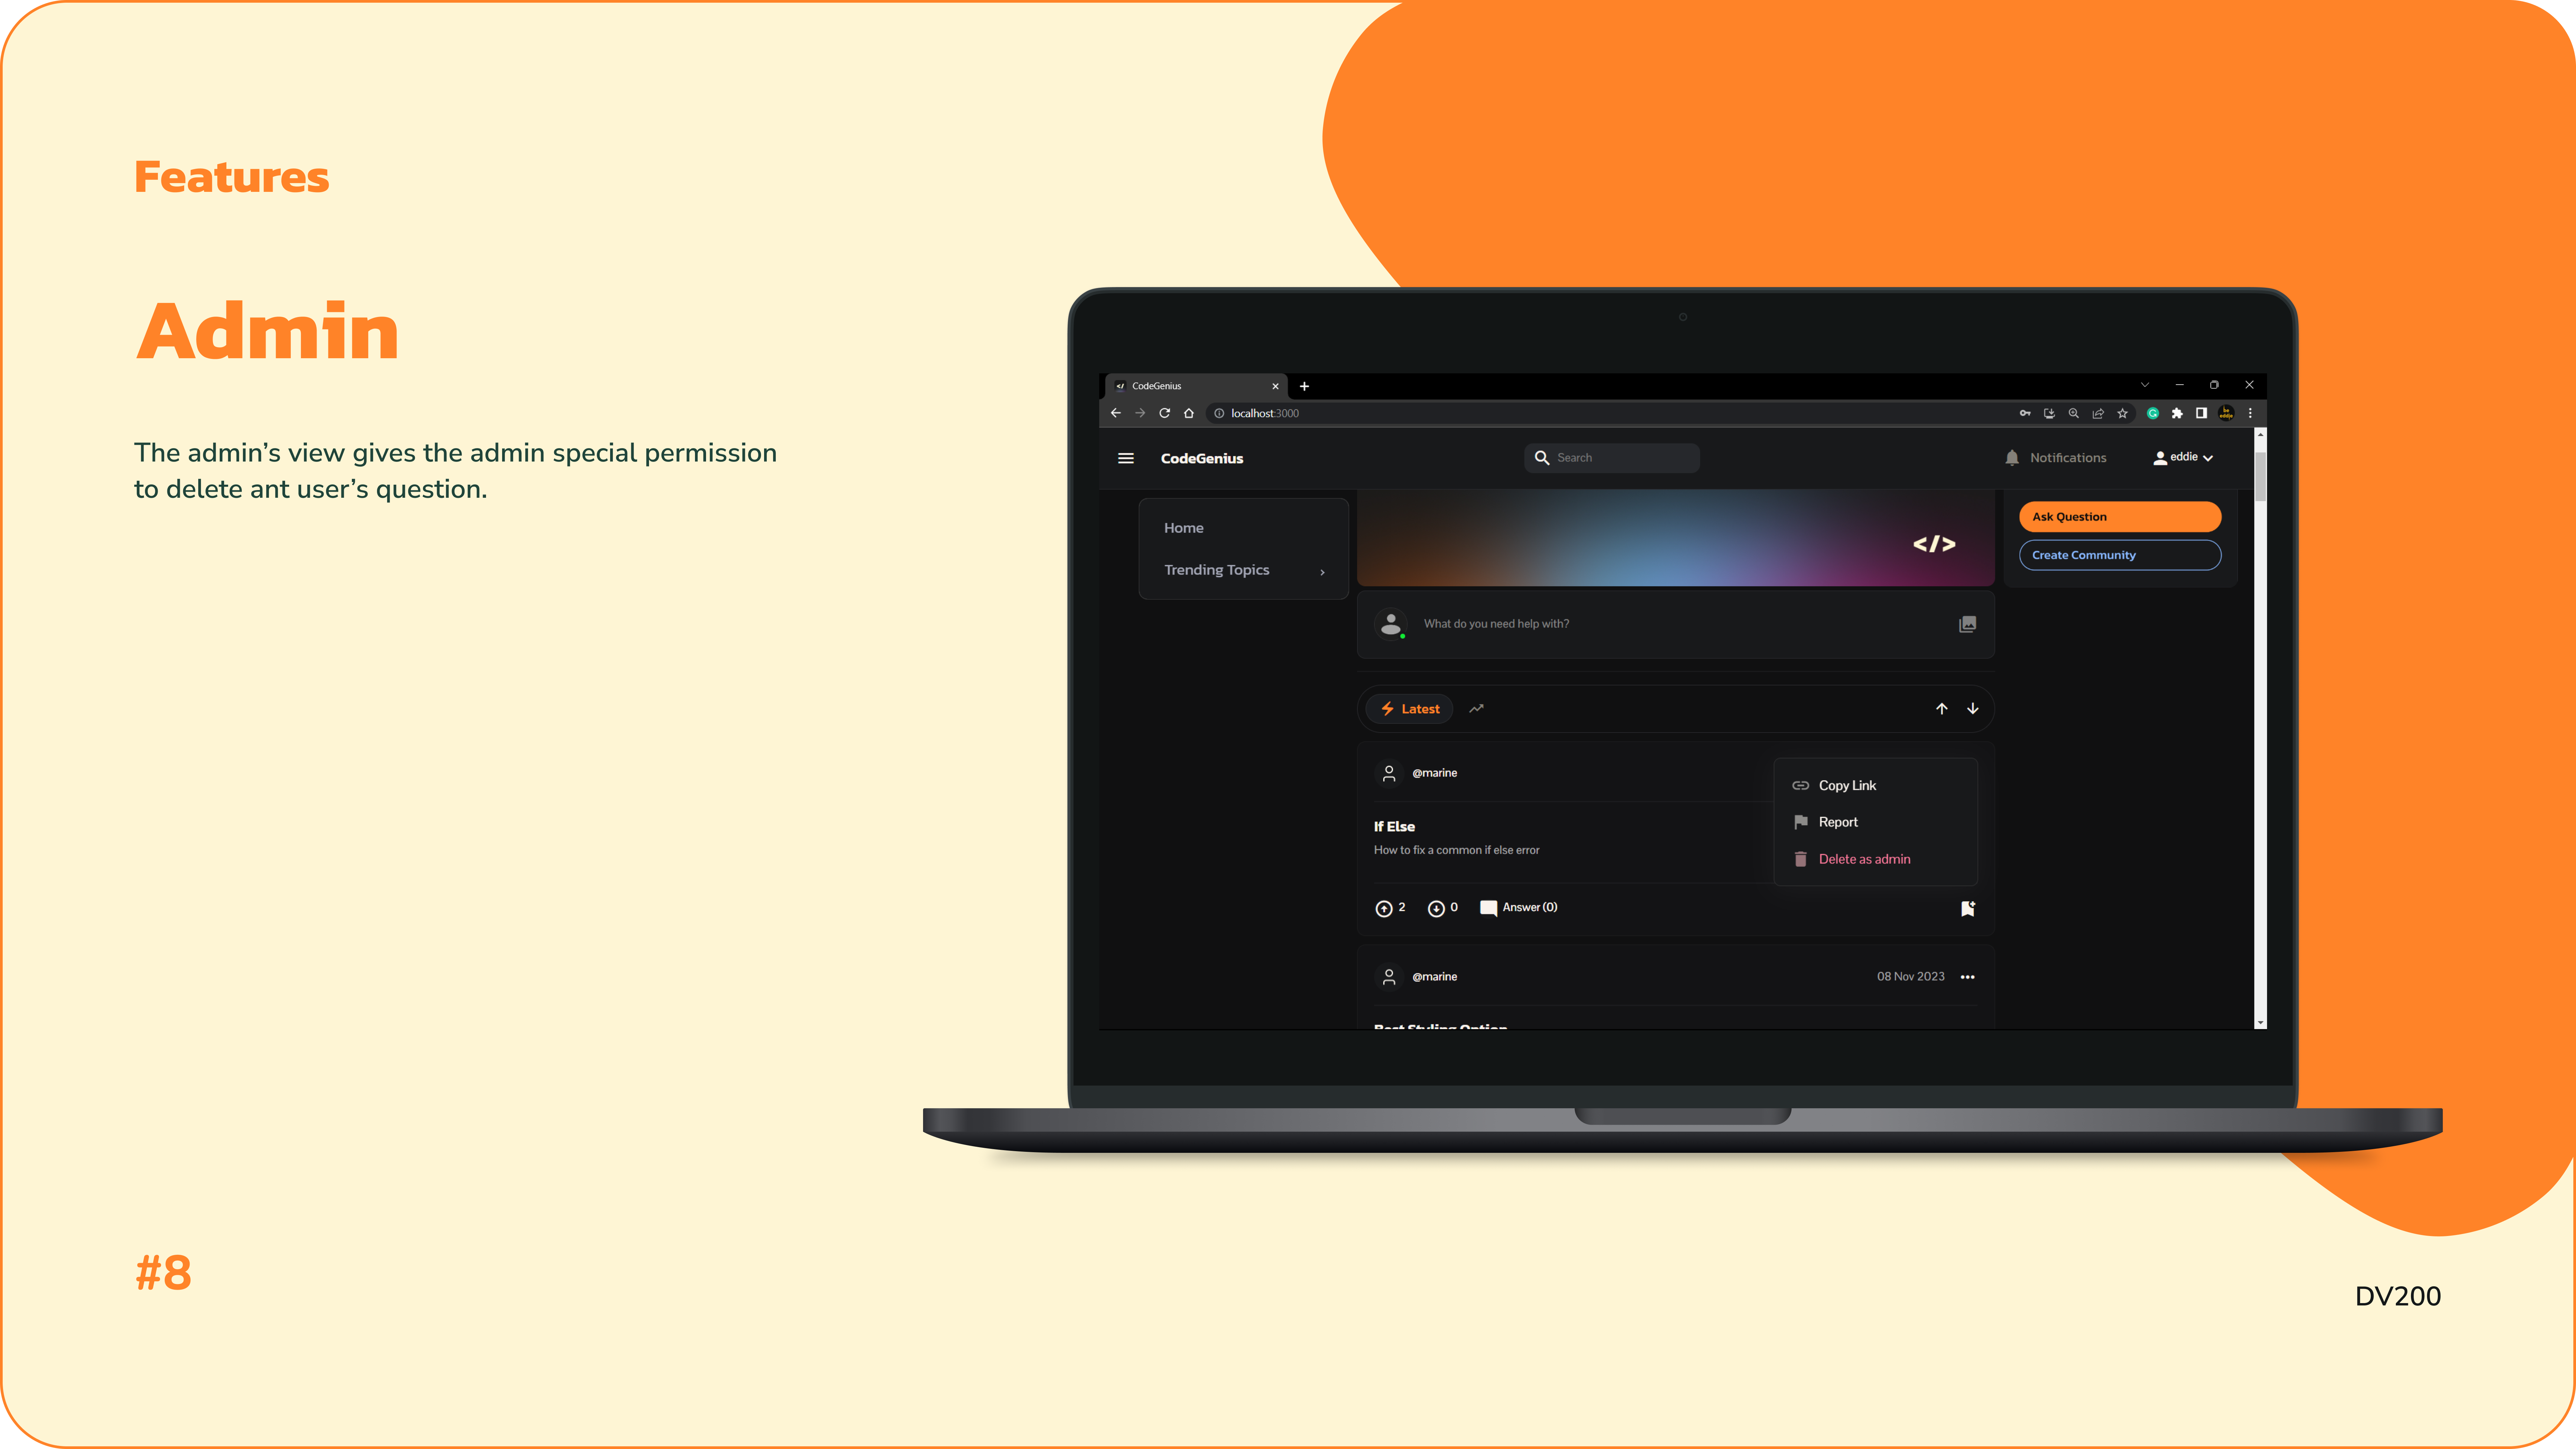 Features
Admin
The admin's view gives the admin special permission
to delete ant user's question.
CodeGenius
localhost:3000
CodeGenius
Search
Notifications
eddie
Home
Trending Topics
</>
Ask Question
Create Community
What do you need help with?
Latest
@marine
Copy Link
Report
Delete as admin
If Else
How to fix a common if else error
2
0
Answer (0)
@marine
08 Nov 2023
Best Styling Option
#8
DV200